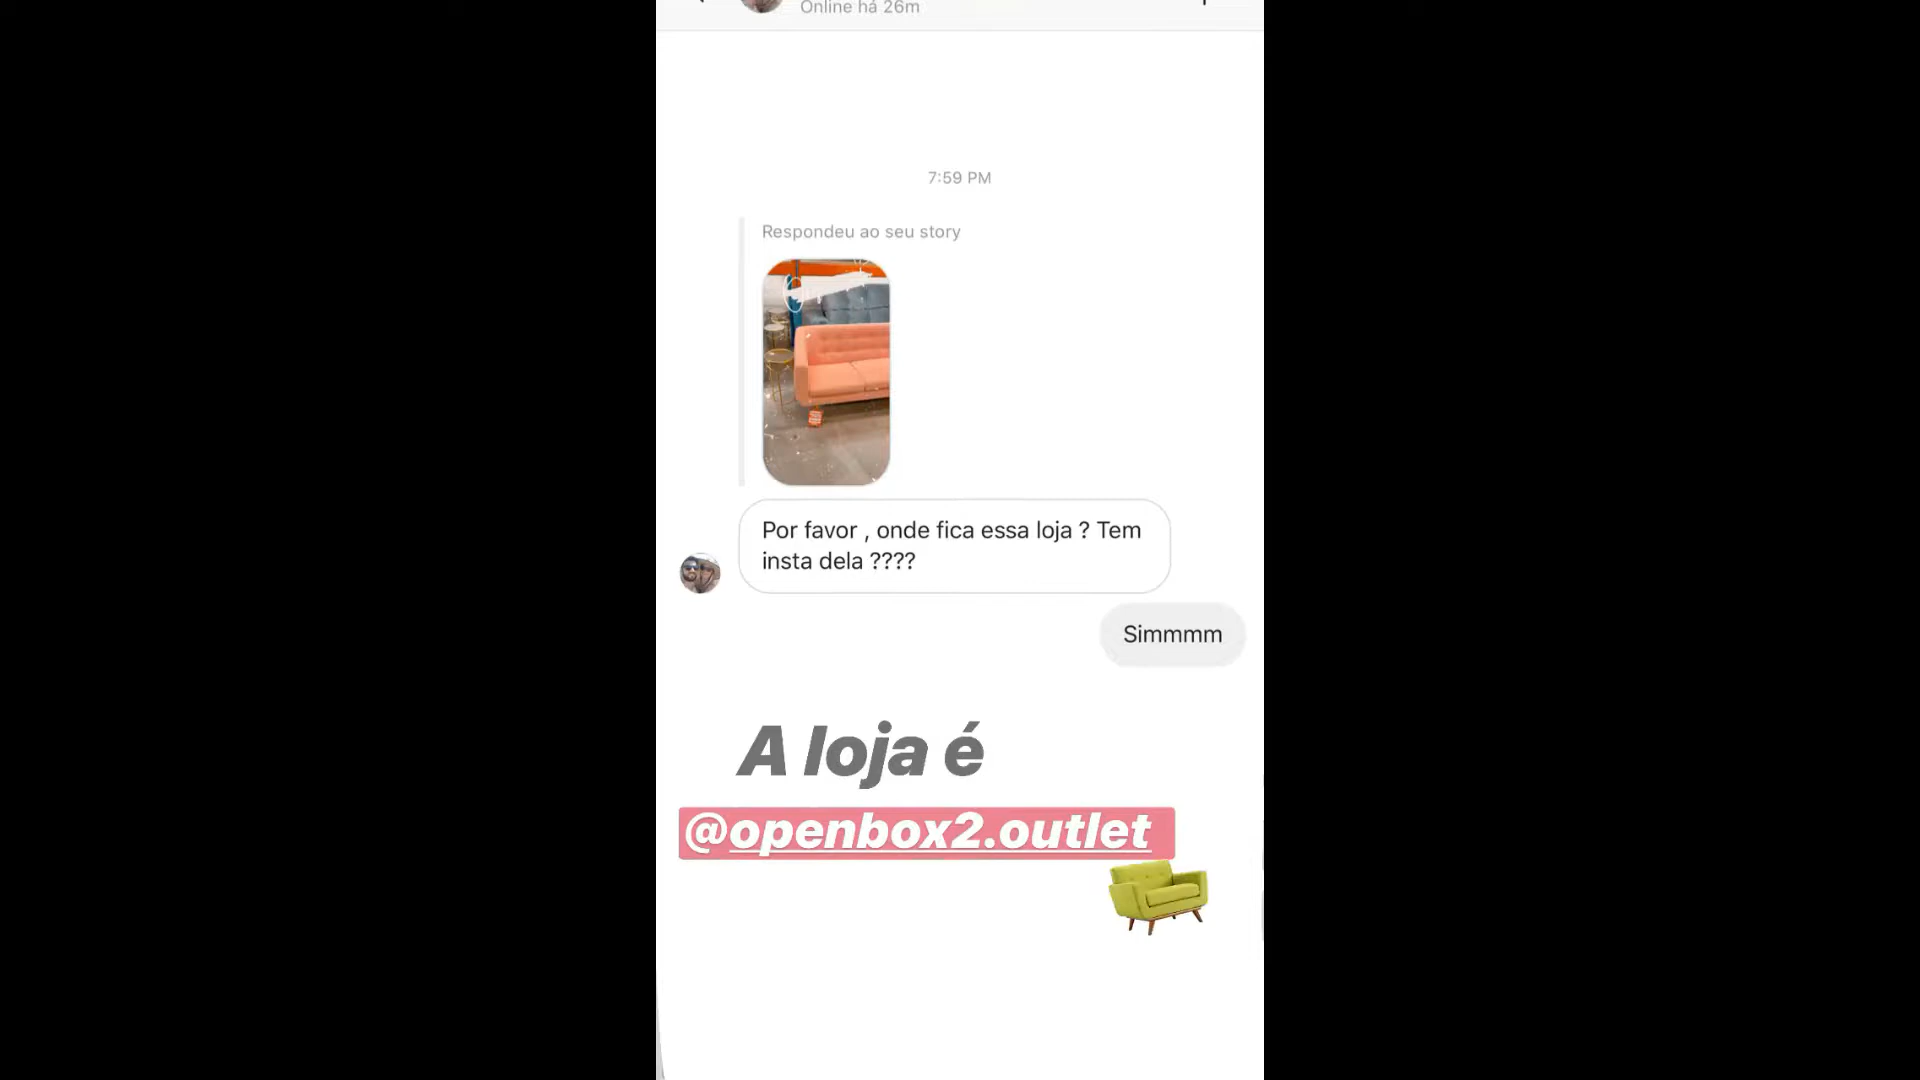 Online há 26m
7:59 PM
Respondeu ao seu story
Por favor , onde fica essa loja ? Tem
insta dela ????
Simmmm
A loja é
@openbox2.outlet